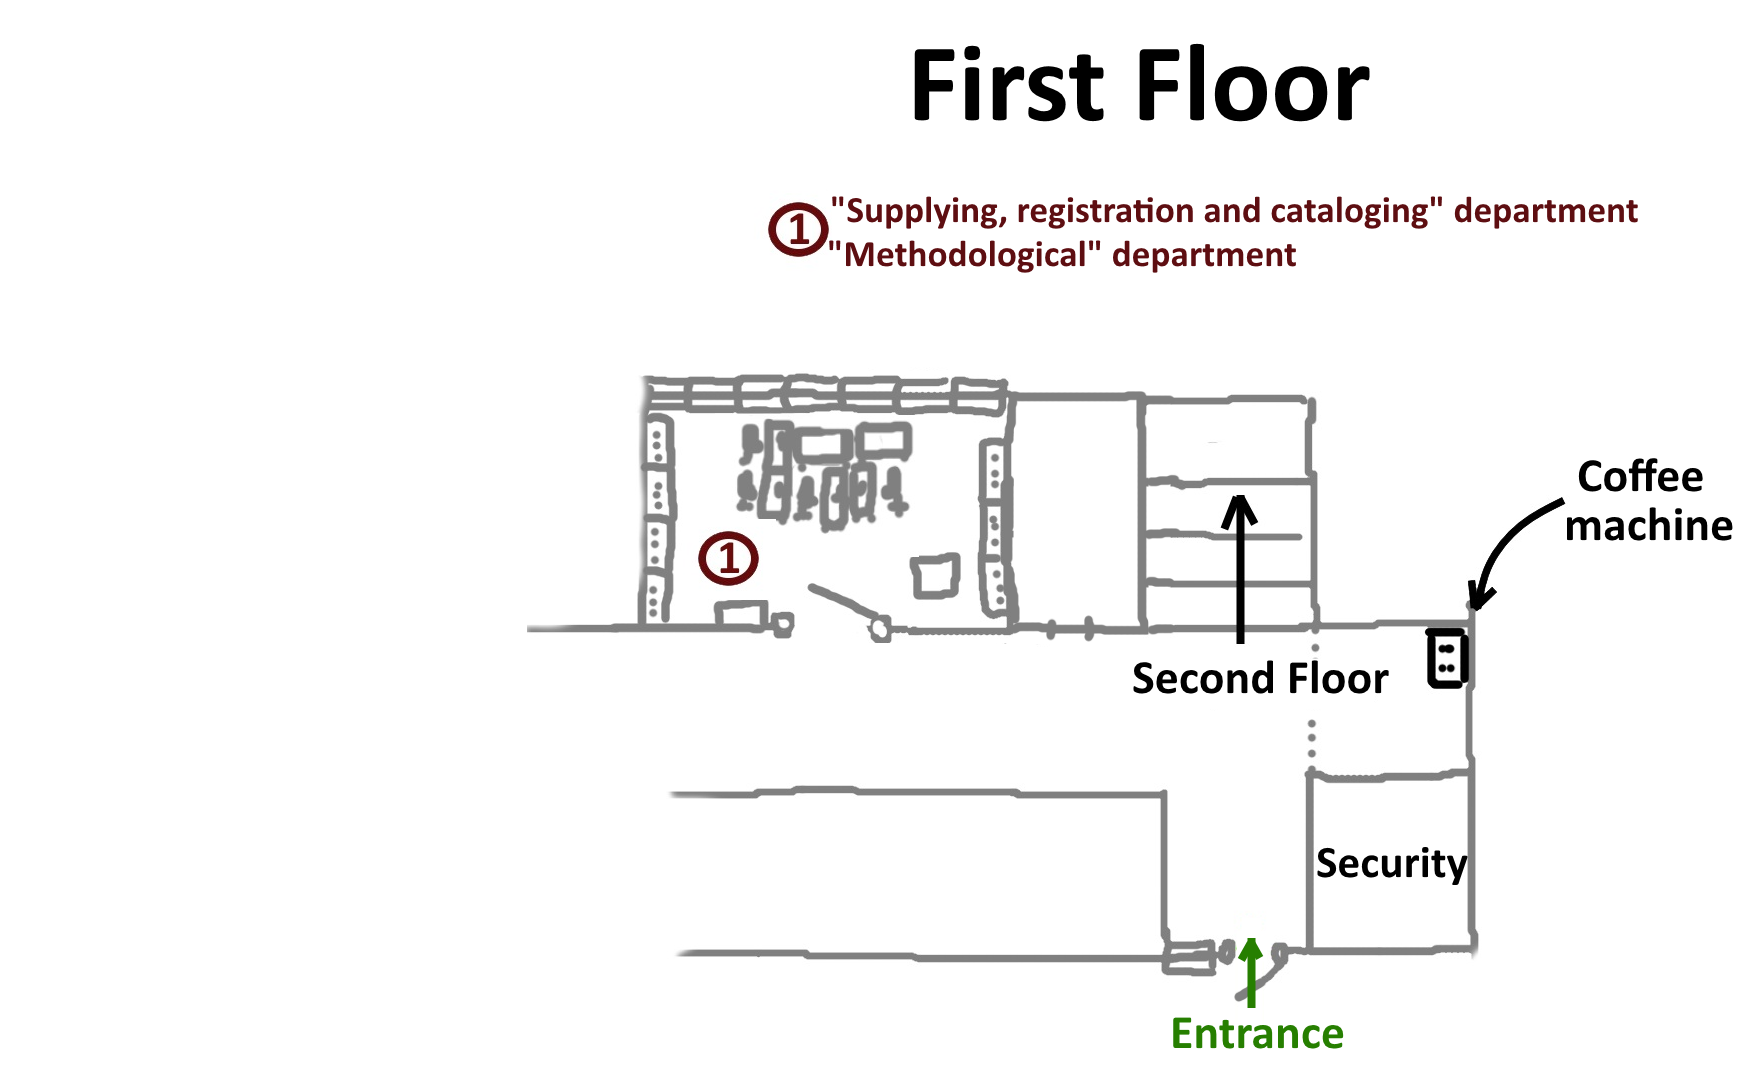 First Floor
1 "Supplying, registration and cataloging" department
"Methodological" department
Coffee
machine
1
Second Floor
Security
Entrance